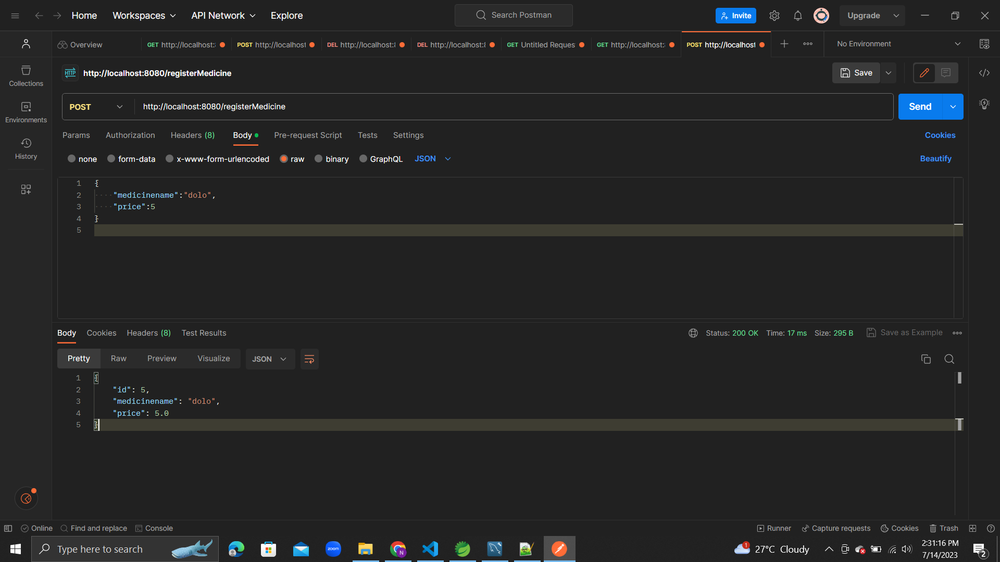 Home Workspaces API Network Explore Search Postman Invite Upgrade
Overview GET http://localhost: POST http://localhost DEL http://localhost: DEL http://localhost: GET Untitled Reques GET http://localhost: POST http://localhost No Environment
HTTP http://localhost:8080/registerMedicine Save
POST http://localhost:8080/registerMedicine Send
Collections
Environments
History
Params Authorization Headers (8) Body Pre-request Script Tests Settings Cookies
none form-data x-www-form-urlencoded raw binary GraphQL JSON Beautify
1 {
2 "medicinename":"dolo",
3 "price":5
4 }
5
Body Cookies Headers (8) Test Results Status: 200 OK Time: 17 ms Size: 295 B Save as Example
Pretty Raw Preview Visualize JSON
1 {
2 "id": 5,
3 "medicinename": "dolo",
4 "price": 5.0
5 }
Online Find and replace Console Runner Capture requests Cookies Trash
Type here to search zoom N 1 27°C Cloudy 2:31:16 PM
7/14/2023 2